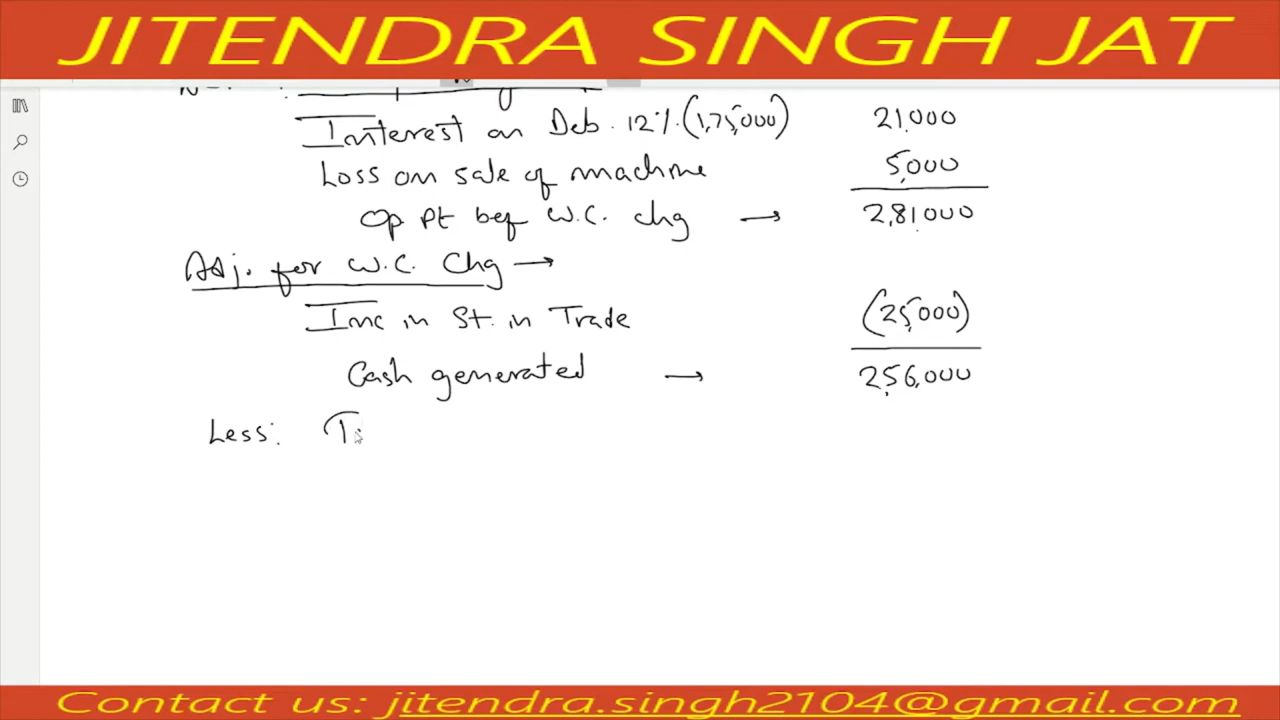 JITENDRA SINGH JAT
Interest on Deb. 12%.(1,75,000) 21,000
Loss on sale of machine 5,000
Op Pt bef W.C. chg → 2,81,000
Adj. for W.C. Chg →
Inc in St. in Trade (25,000)
Cash generated → 2,56,000
Less: T
Contact us: jitendra.singh2104@gmail.com